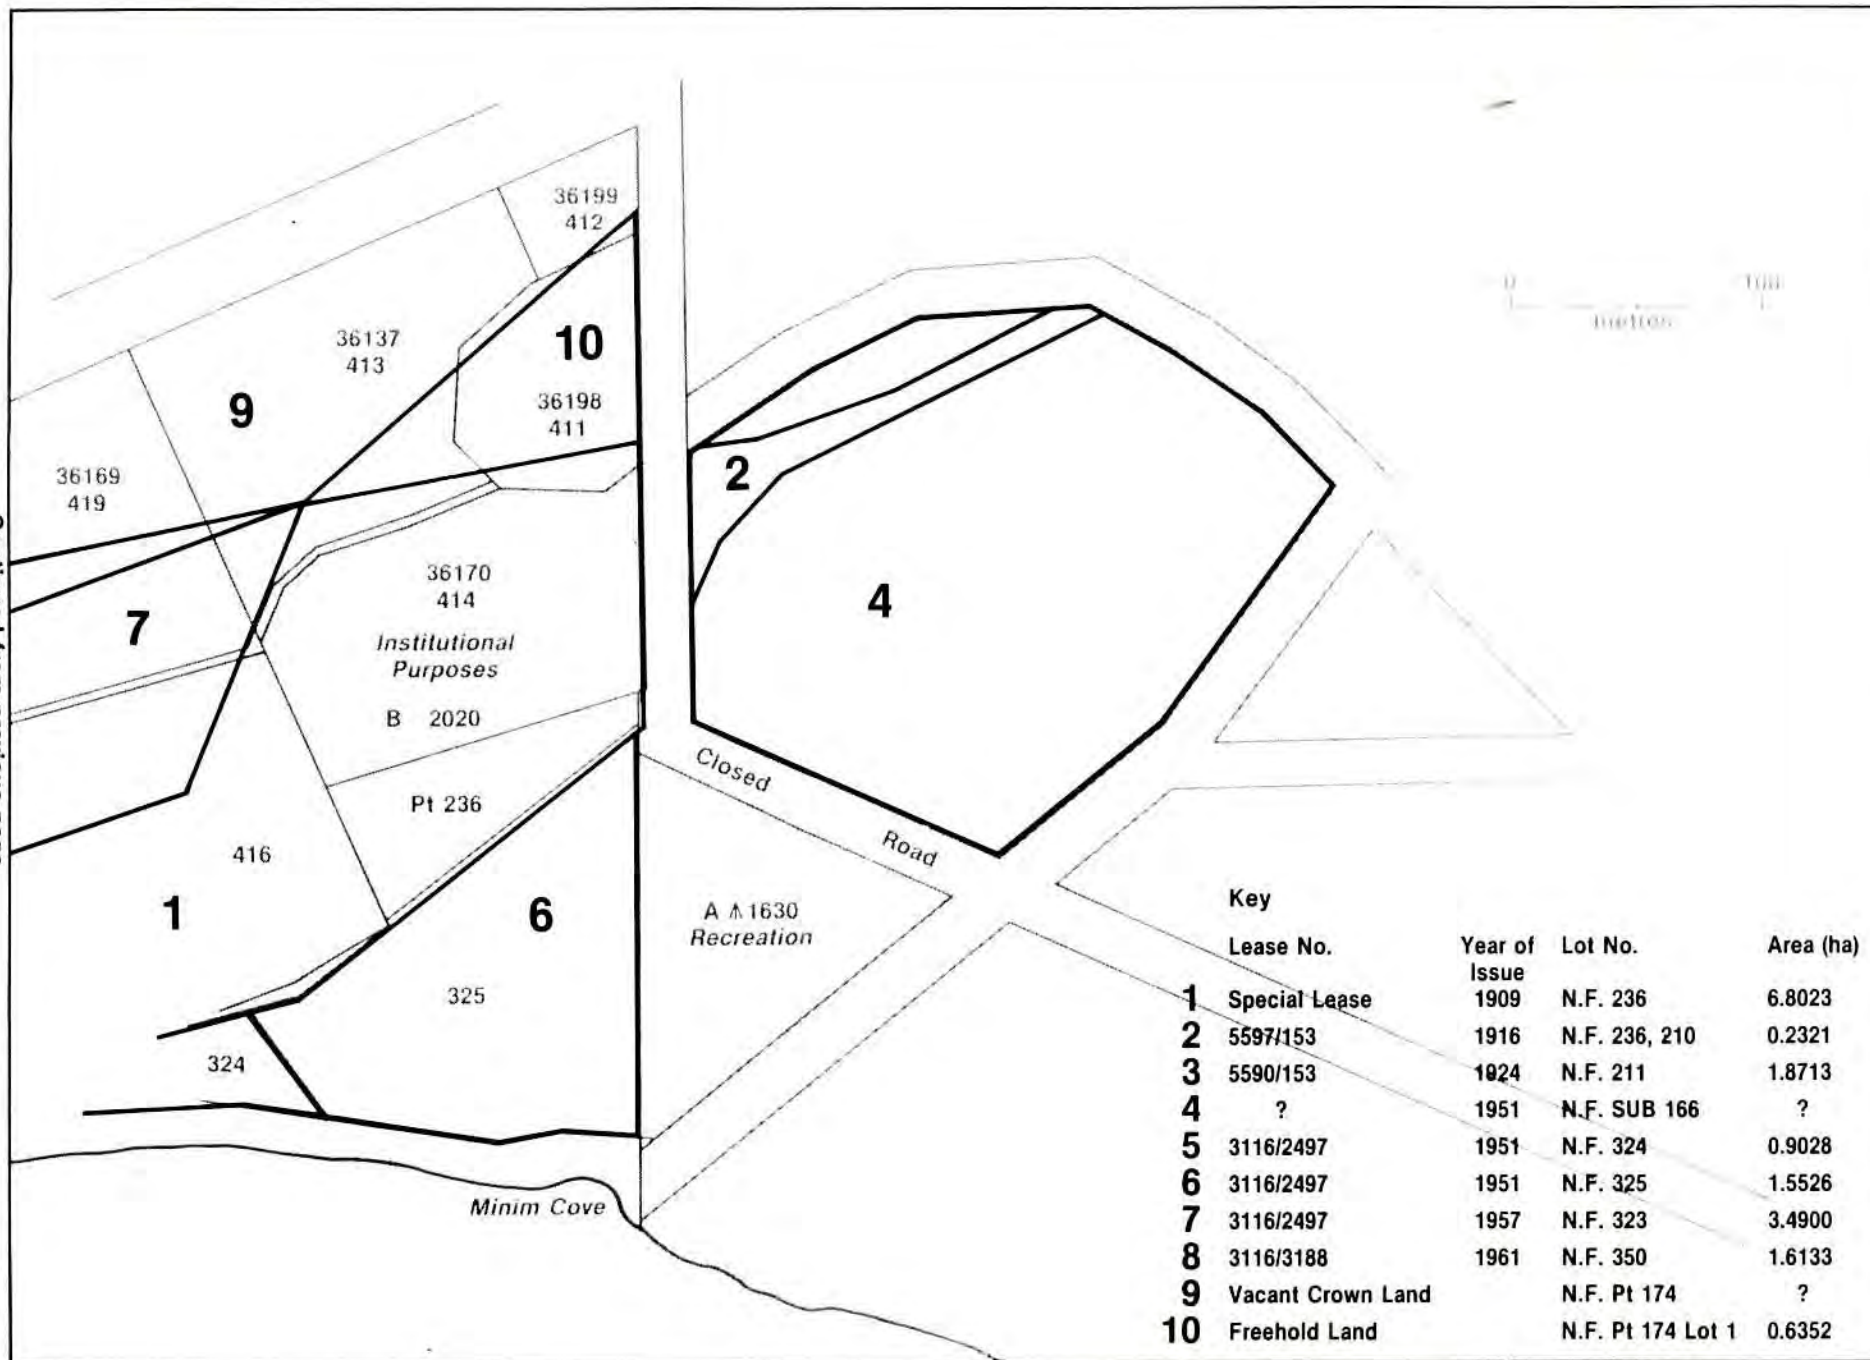 36199
412
36137
413
10
9
36198
411
36169
419
2
0 100
metres
36170
414
Institutional
Purposes
B 2020
7
4
Closed
Road
Pt 236
416
1
6
A 1630
Recreation
325
324
Minim Cove
Key
Lease No. Year of Issue Lot No. Area (ha)
1 Special Lease 1909 N.F. 236 6.8023
2 5597/153 1916 N.F. 236, 210 0.2321
3 5590/153 1924 N.F. 211 1.8713
4 ? 1951 N.F. SUB 166 ?
5 3116/2497 1951 N.F. 324 0.9028
6 3116/2497 1951 N.F. 325 1.5526
7 3116/2497 1957 N.F. 323 3.4900
8 3116/3188 1961 N.F. 350 1.6133
9 Vacant Crown Land N.F. Pt 174 ?
10 Freehold Land N.F. Pt 174 Lot 1 0.6352